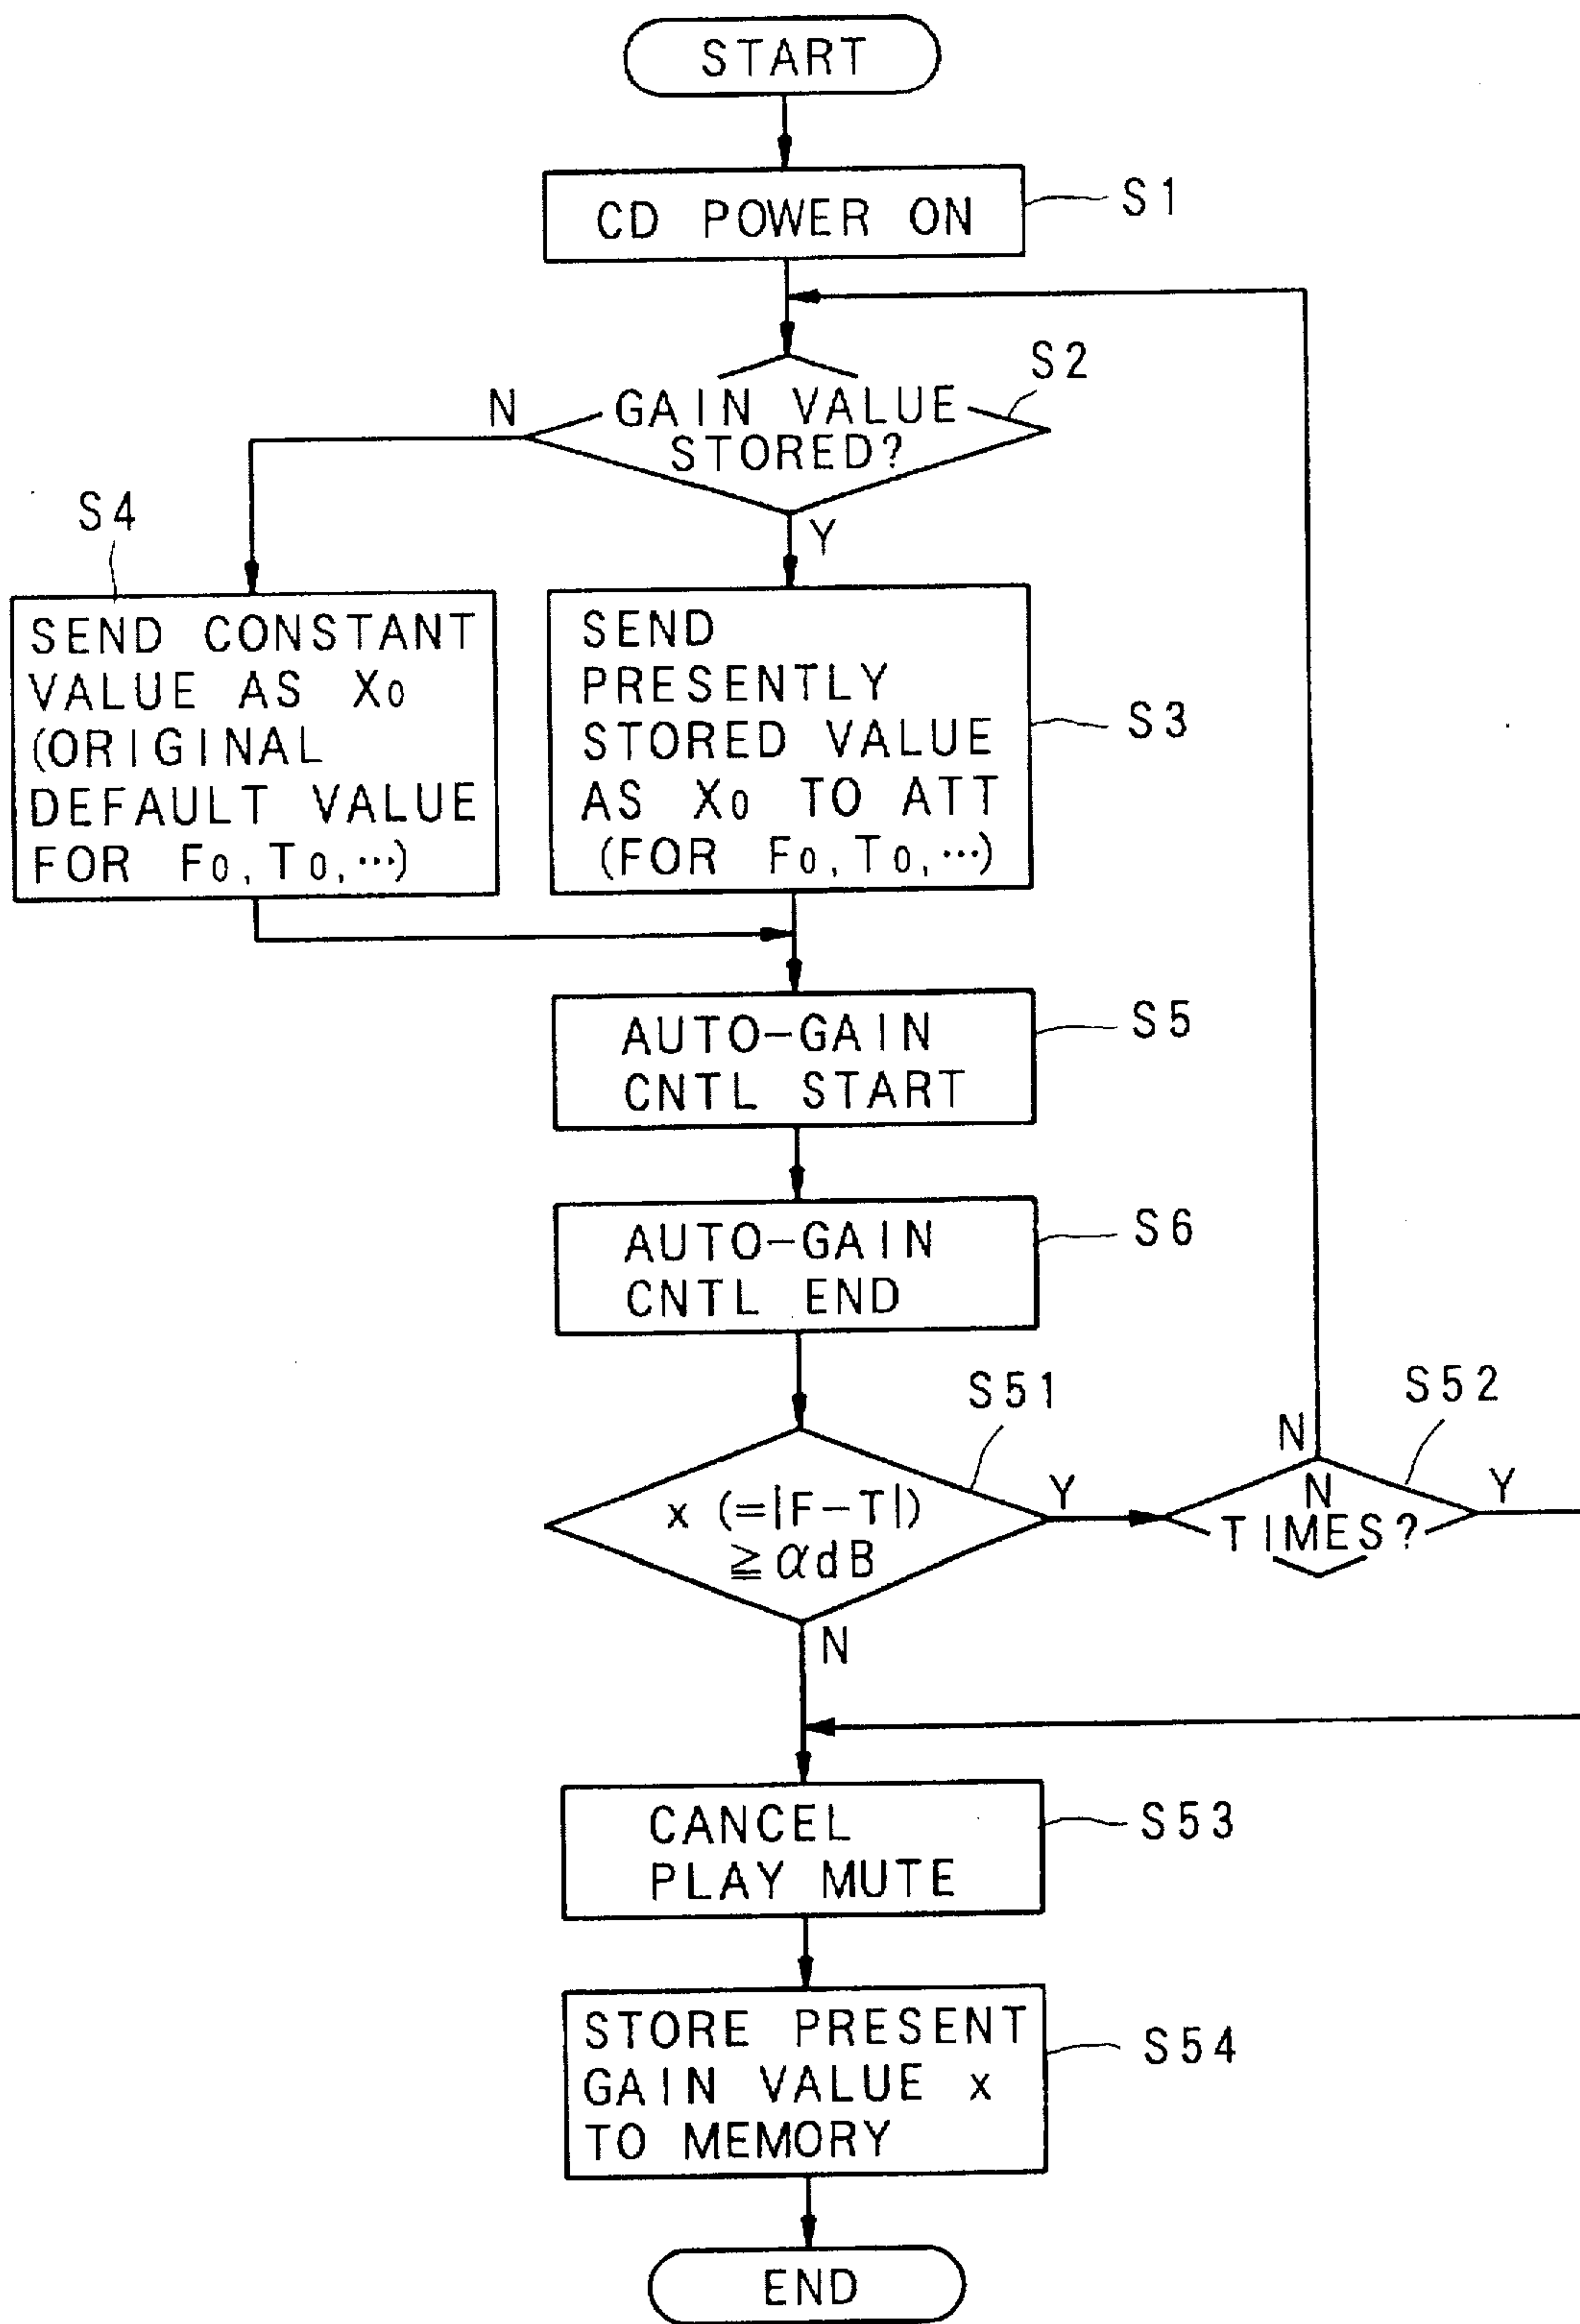 START
CD POWER ON
S1
S2
N
GAIN VALUE
STORED?
Y
S4
SEND CONSTANT
VALUE AS X0
(ORIGINAL
DEFAULT VALUE
FOR F0, T0, ⋯)
SEND
PRESENTLY
STORED VALUE
AS X0 TO ATT
(FOR F0, T0, ⋯)
S3
AUTO-GAIN
CNTL START
S5
AUTO-GAIN
CNTL END
S6
S51
x (=|F-T|)
≧ αdB
Y
N
S52
N
N
TIMES?
Y
CANCEL
PLAY MUTE
S53
STORE PRESENT
GAIN VALUE x
TO MEMORY
S54
END